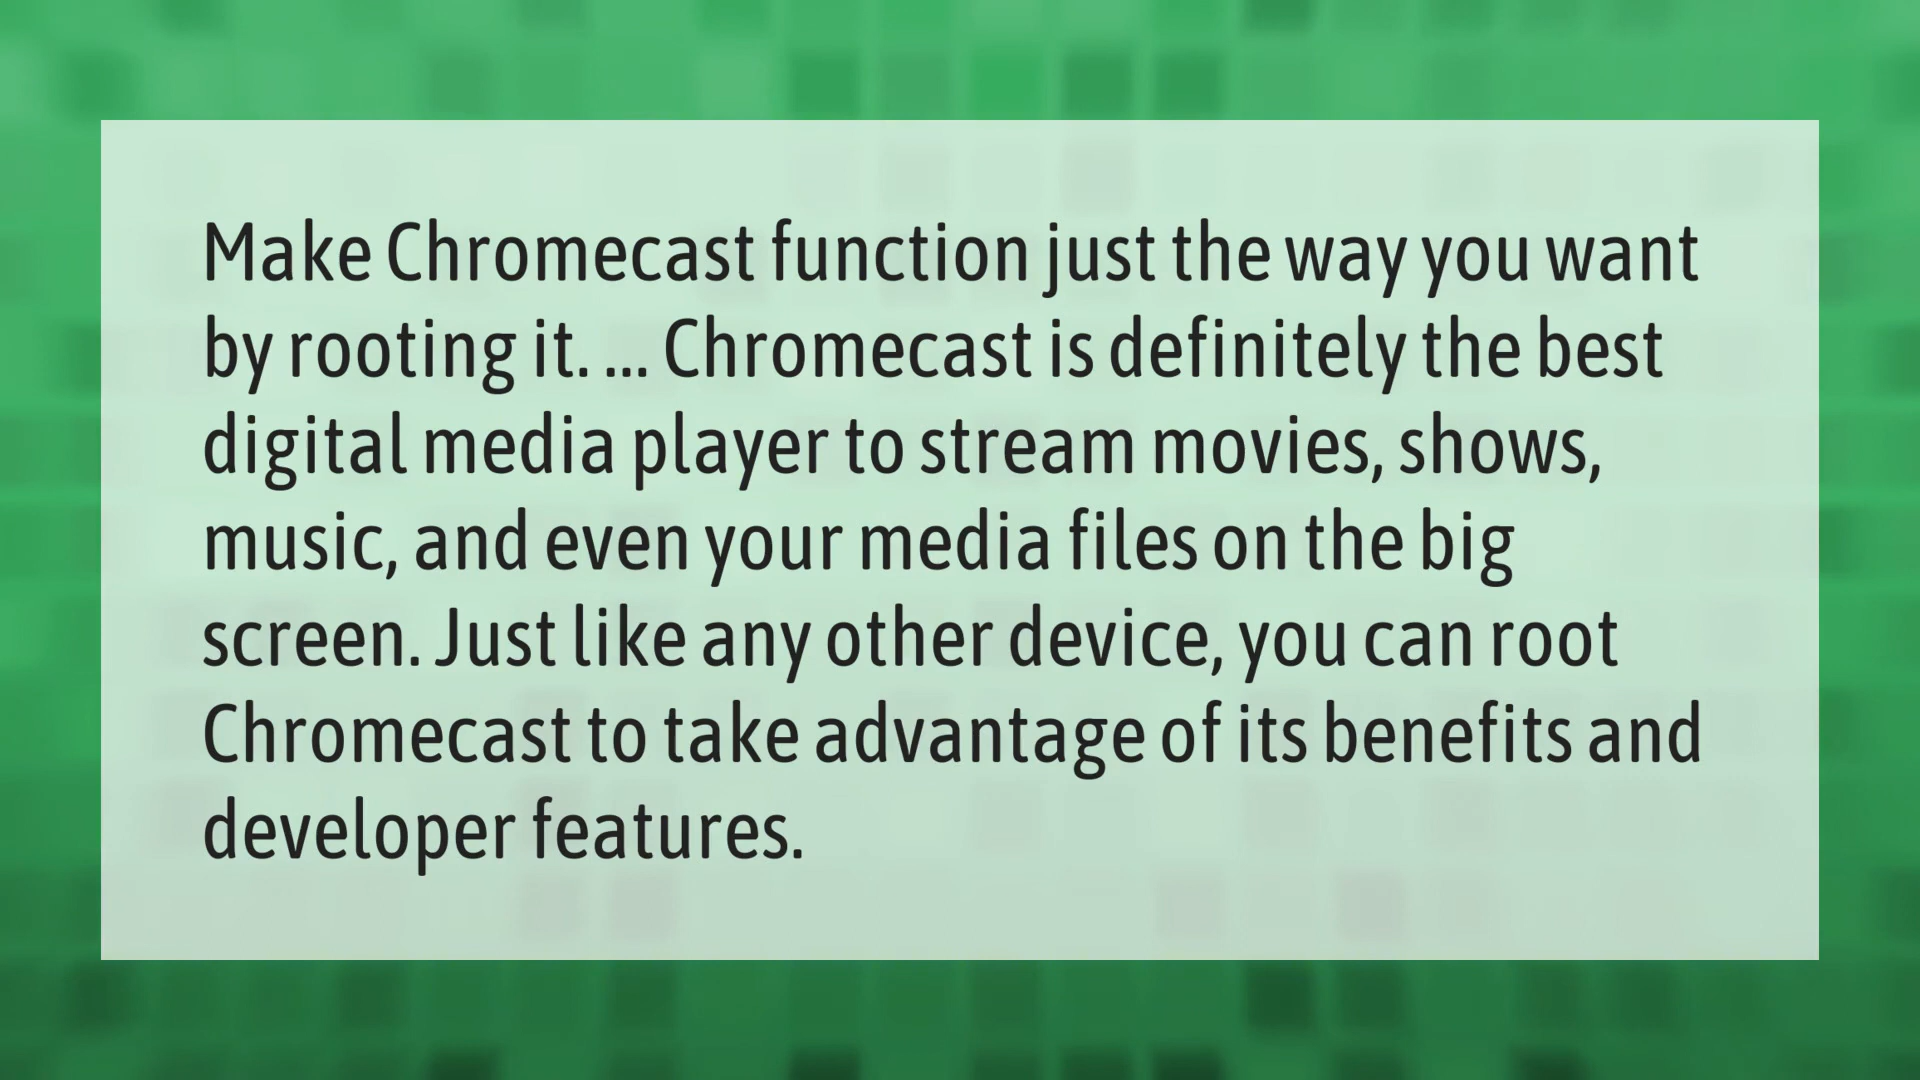 Make Chromecast function just the way you want
by rooting it. ... Chromecast is definitely the best
digital media player to stream movies, shows,
music, and even your media files on the big
screen. Just like any other device, you can root
Chromecast to take advantage of its benefits and
developer features.